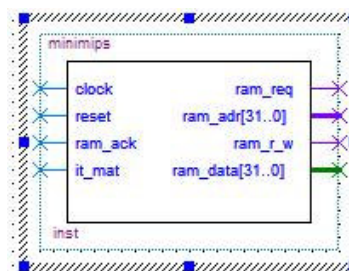 minimips
clock ram_req
reset ram_adr[31..0]
ram_ack ram_r_w
it_mat ram_data[31..0]
inst